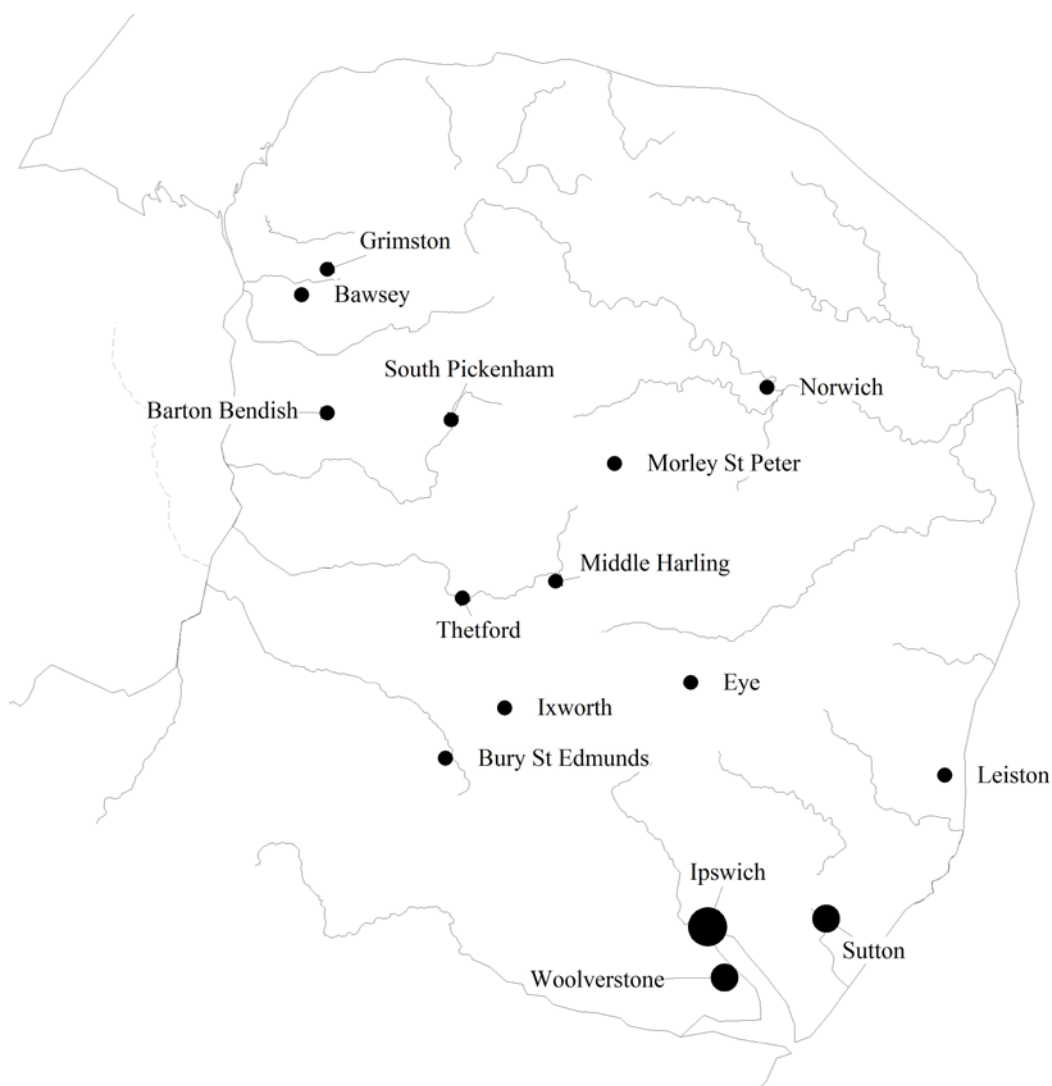 Grimston
Bawsey
South Pickenham
Norwich
Barton Bendish
Morley St Peter
Middle Harling
Thetford
Eye
Ixworth
Bury St Edmunds
Leiston
Ipswich
Sutton
Woolverstone